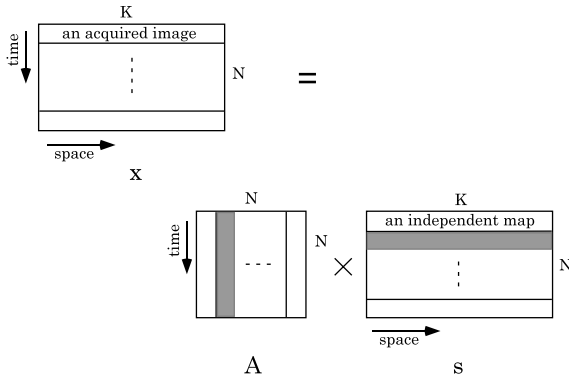 K
an acquired image
time
N
=
space
x
N
K
time
an independent map
N
×
N
space
A
s